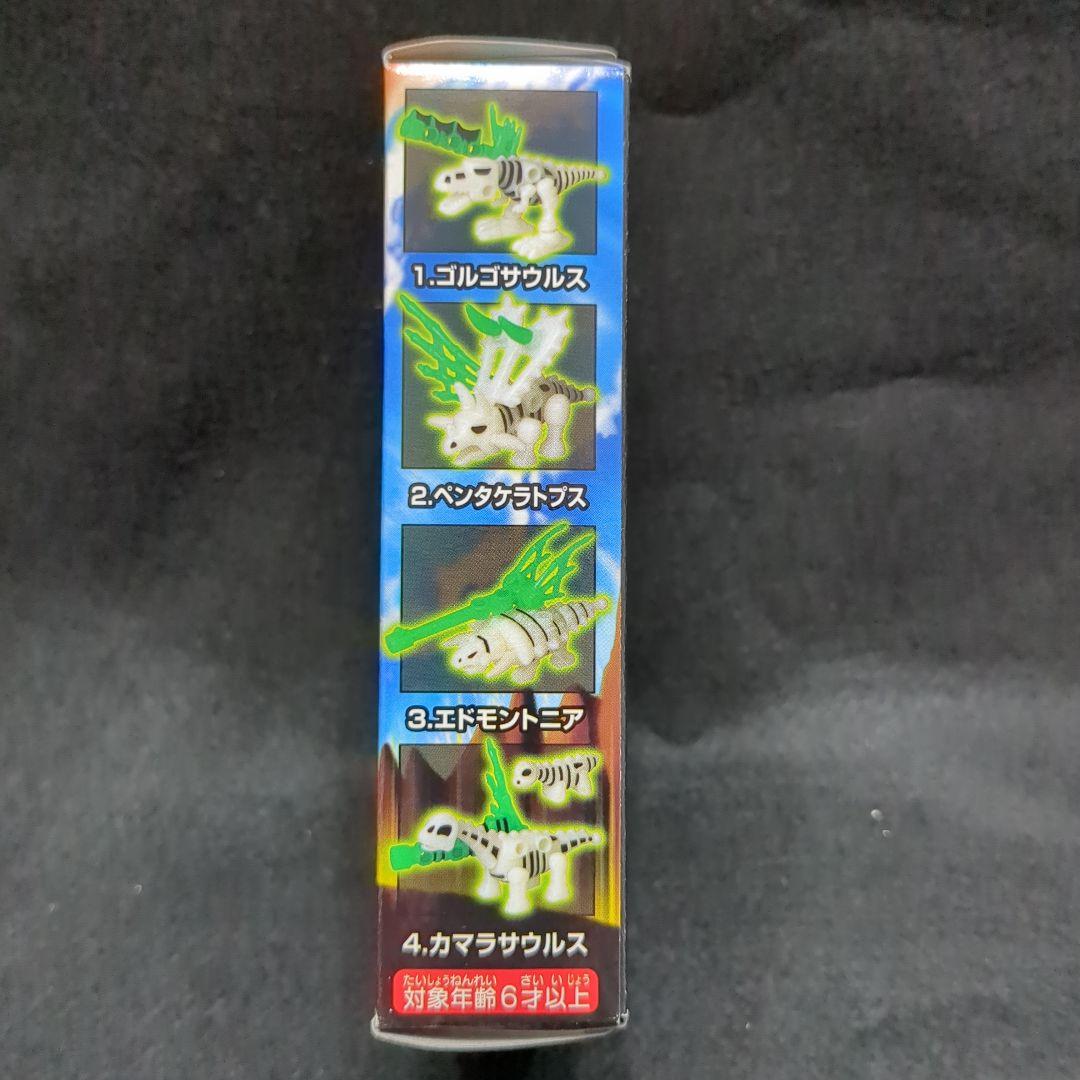 1.ゴルゴサウルス
2.ペンタケラトプス
3.エドモントニア
4.カマラサウルス
たいしょうねんれい さい いじょう
対象年齢6才以上